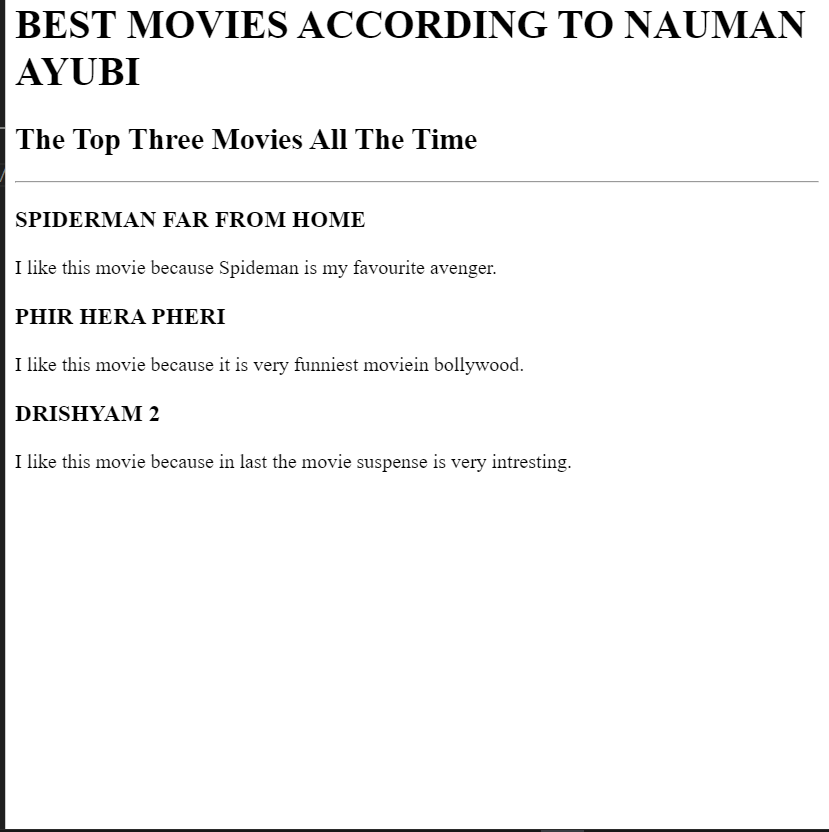 BEST MOVIES ACCORDING TO NAUMAN
AYUBI
The Top Three Movies All The Time
SPIDERMAN FAR FROM HOME
I like this movie because Spideman is my favourite avenger.
PHIR HERA PHERI
I like this movie because it is very funniest moviein bollywood.
DRISHYAM 2
I like this movie because in last the movie suspense is very intresting.